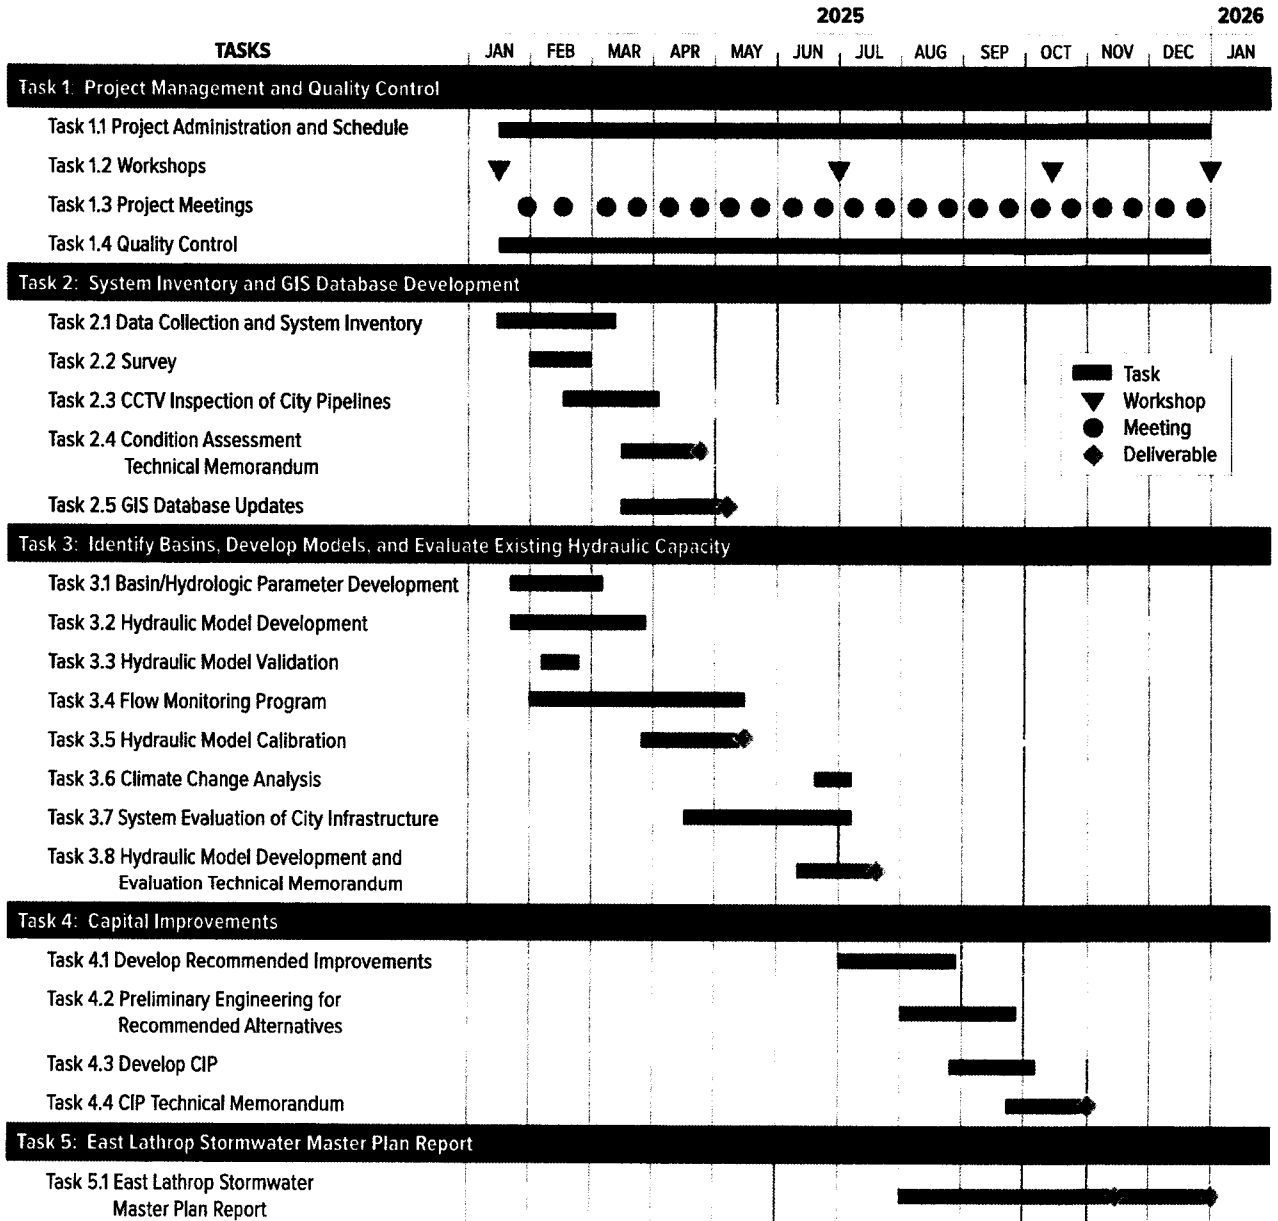 2025 2026
TASKS JAN FEB MAR APR MAY JUN JUL AUG SEP OCT NOV DEC JAN
Task 1: Project Management and Quality Control
Task 1.1 Project Administration and Schedule
Task 1.2 Workshops
Task 1.3 Project Meetings
Task 1.4 Quality Control
Task 2: System Inventory and GIS Database Development
Task 2.1 Data Collection and System Inventory
Task 2.2 Survey
Task 2.3 CCTV Inspection of City Pipelines
Task 2.4 Condition Assessment
Technical Memorandum
Task 2.5 GIS Database Updates
Task
Workshop
Meeting
Deliverable
Task 3: Identify Basins, Develop Models, and Evaluate Existing Hydraulic Capacity
Task 3.1 Basin/Hydrologic Parameter Development
Task 3.2 Hydraulic Model Development
Task 3.3 Hydraulic Model Validation
Task 3.4 Flow Monitoring Program
Task 3.5 Hydraulic Model Calibration
Task 3.6 Climate Change Analysis
Task 3.7 System Evaluation of City Infrastructure
Task 3.8 Hydraulic Model Development and
Evaluation Technical Memorandum
Task 4: Capital Improvements
Task 4.1 Develop Recommended Improvements
Task 4.2 Preliminary Engineering for
Recommended Alternatives
Task 4.3 Develop CIP
Task 4.4 CIP Technical Memorandum
Task 5: East Lathrop Stormwater Master Plan Report
Task 5.1 East Lathrop Stormwater
Master Plan Report